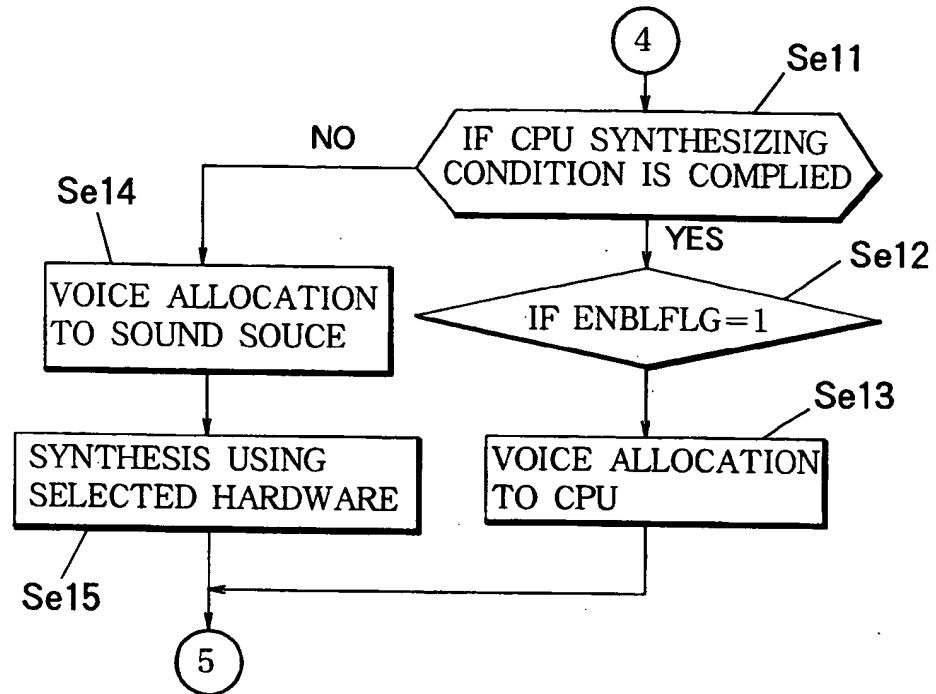 4
Se11
IF CPU SYNTHESIZING
CONDITION IS COMPLIED
NO
YES
Se14
VOICE ALLOCATION
TO SOUND SOUCE
Se12
IF ENBLFLG=1
Se13
VOICE ALLOCATION
TO CPU
SYNTHESIS USING
SELECTED HARDWARE
Se15
5